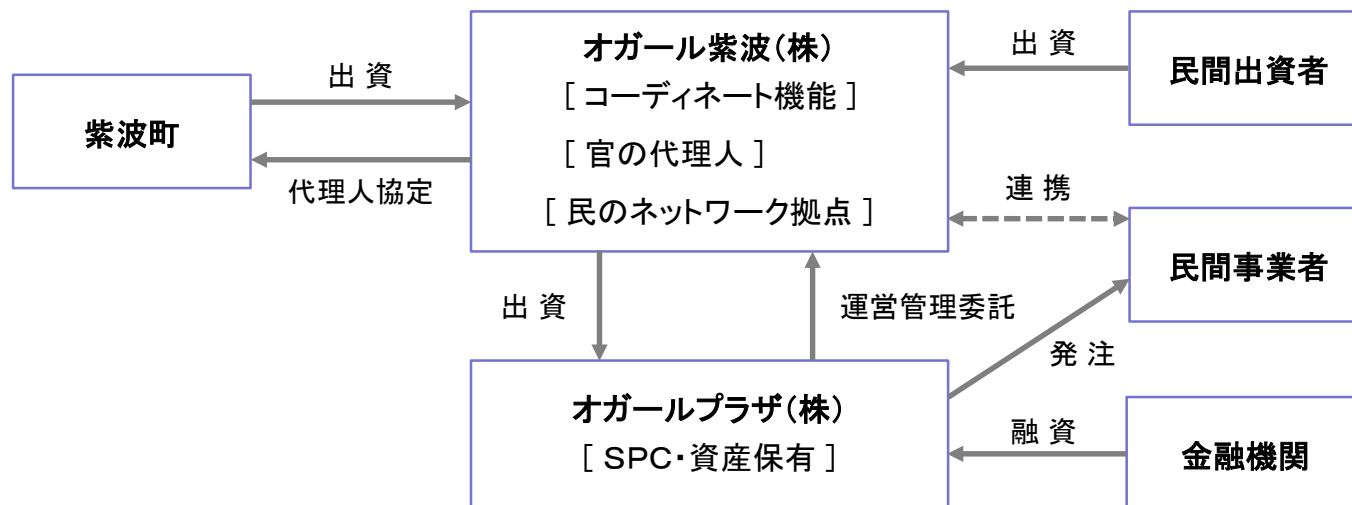 オガール紫波(株)
[ コーディネート機能 ]
[ 官の代理人 ]
[ 民のネットワーク拠点 ]
出 資
民間出資者
出 資
紫波町
代理人協定
連 携
民間事業者
出 資
運営管理委託
発 注
オガールプラザ(株)
[ SPC・資産保有 ]
融 資
金融機関